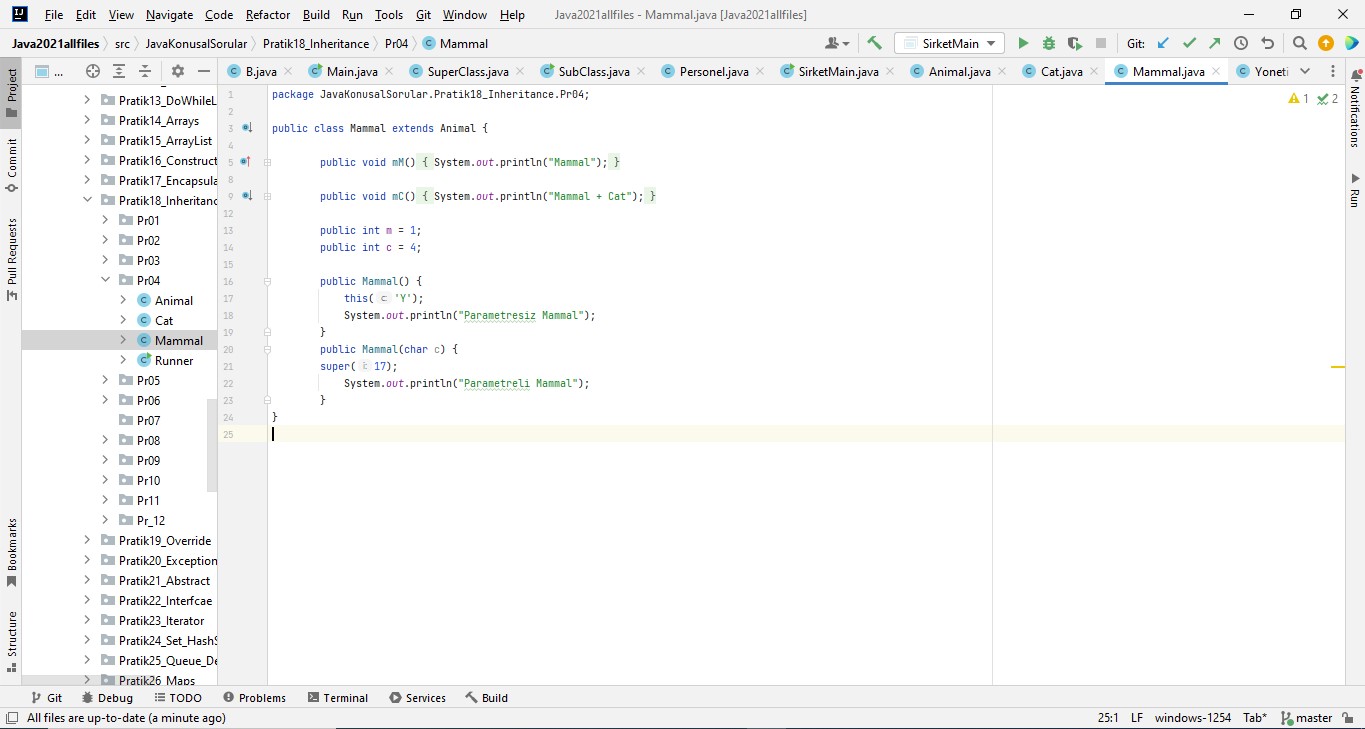 File Edit View Navigate Code Refactor Build Run Tools Git Window Help Java2021allfiles - Mammal.java [Java2021allfiles]
Java2021allfiles src JavaKonusalSorular Pratik18_Inheritance Pr04 C Mammal SirketMain Git:
... B.java Main.java SuperClass.java SubClass.java Personel.java SirketMain.java Animal.java Cat.java Mammal.java Yoneti
Project
Commit
Pull Requests
Bookmarks
Structure
Pratik13_DoWhileL
Pratik14_Arrays
Pratik15_ArrayList
Pratik16_Construct
Pratik17_Encapsula
Pratik18_Inheritanc
Pr01
Pr02
Pr03
Pr04
C Animal
C Cat
C Mammal
C Runner
Pr05
Pr06
Pr07
Pr08
Pr09
Pr10
Pr11
Pr_12
Pratik19_Override
Pratik20_Exception
Pratik21_Abstract
Pratik22_Interfcae
Pratik23_Iterator
Pratik24_Set_HashS
Pratik25_Queue_De
Pratik26_Maps
1 package JavaKonusalSorular.Pratik18_Inheritance.Pr04;
2
3 public class Mammal extends Animal {
4
5 public void mM() { System.out.println("Mammal"); }
8
9 public void mC() { System.out.println("Mammal + Cat"); }
12
13 public int m = 1;
14 public int c = 4;
15
16 public Mammal() {
17 this( c: 'Y');
18 System.out.println("Parametresiz Mammal");
19 }
20 public Mammal(char c) {
21 super( i: 17);
22 System.out.println("Parametreli Mammal");
23 }
24 }
25
1 2
Notifications
Run
Git Debug TODO Problems Terminal Services Build
All files are up-to-date (a minute ago) 25:1 LF windows-1254 Tab* master